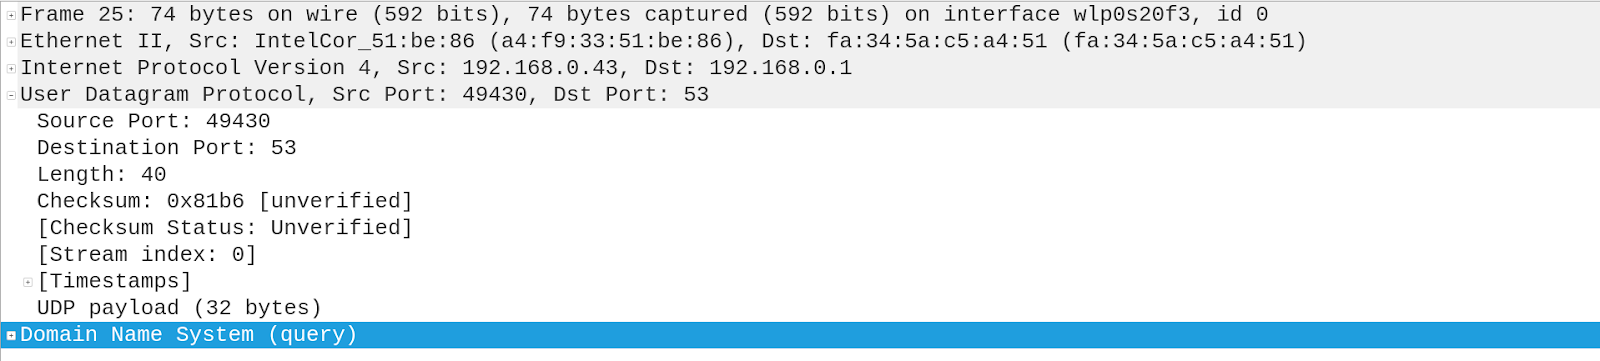 Frame 25: 74 bytes on wire (592 bits), 74 bytes captured (592 bits) on interface wlp0s20f3, id 0
Ethernet II, Src: IntelCor_51:be:86 (a4:f9:33:51:be:86), Dst: fa:34:5a:c5:a4:51 (fa:34:5a:c5:a4:51)
Internet Protocol Version 4, Src: 192.168.0.43, Dst: 192.168.0.1
User Datagram Protocol, Src Port: 49430, Dst Port: 53
Source Port: 49430
Destination Port: 53
Length: 40
Checksum: 0x81b6 [unverified]
[Checksum Status: Unverified]
[Stream index: 0]
[Timestamps]
UDP payload (32 bytes)
Domain Name System (query)